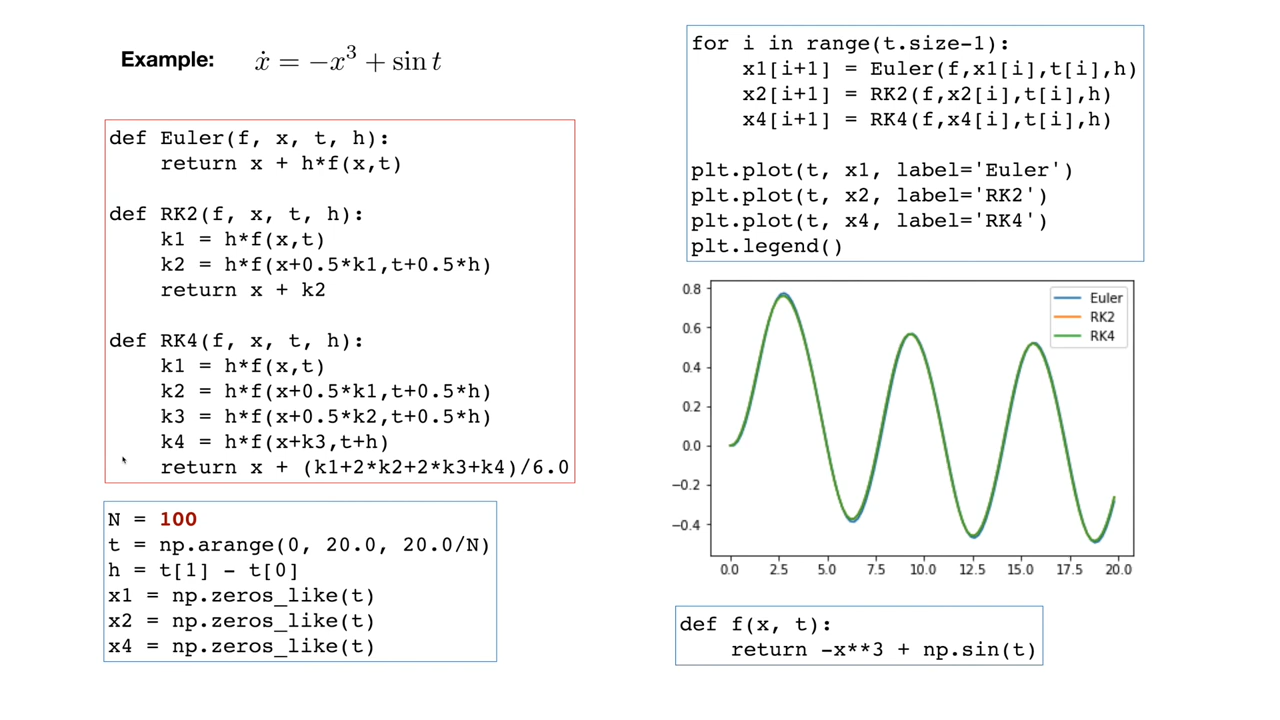 Example: ẋ = −x³ + sin t
def Euler(f, x, t, h):
    return x + h*f(x,t)
def RK2(f, x, t, h):
    k1 = h*f(x,t)
    k2 = h*f(x+0.5*k1,t+0.5*h)
    return x + k2
def RK4(f, x, t, h):
    k1 = h*f(x,t)
    k2 = h*f(x+0.5*k1,t+0.5*h)
    k3 = h*f(x+0.5*k2,t+0.5*h)
    k4 = h*f(x+k3,t+h)
    return x + (k1+2*k2+2*k3+k4)/6.0
N = 100
t = np.arange(0, 20.0, 20.0/N)
h = t[1] - t[0]
x1 = np.zeros_like(t)
x2 = np.zeros_like(t)
x4 = np.zeros_like(t)
for i in range(t.size-1):
    x1[i+1] = Euler(f,x1[i],t[i],h)
    x2[i+1] = RK2(f,x2[i],t[i],h)
    x4[i+1] = RK4(f,x4[i],t[i],h)
plt.plot(t, x1, label='Euler')
plt.plot(t, x2, label='RK2')
plt.plot(t, x4, label='RK4')
plt.legend()
0.8
0.6
0.4
0.2
0.0
−0.2
−0.4
Euler
RK2
RK4
0.0 2.5 5.0 7.5 10.0 12.5 15.0 17.5 20.0
def f(x, t):
    return -x**3 + np.sin(t)